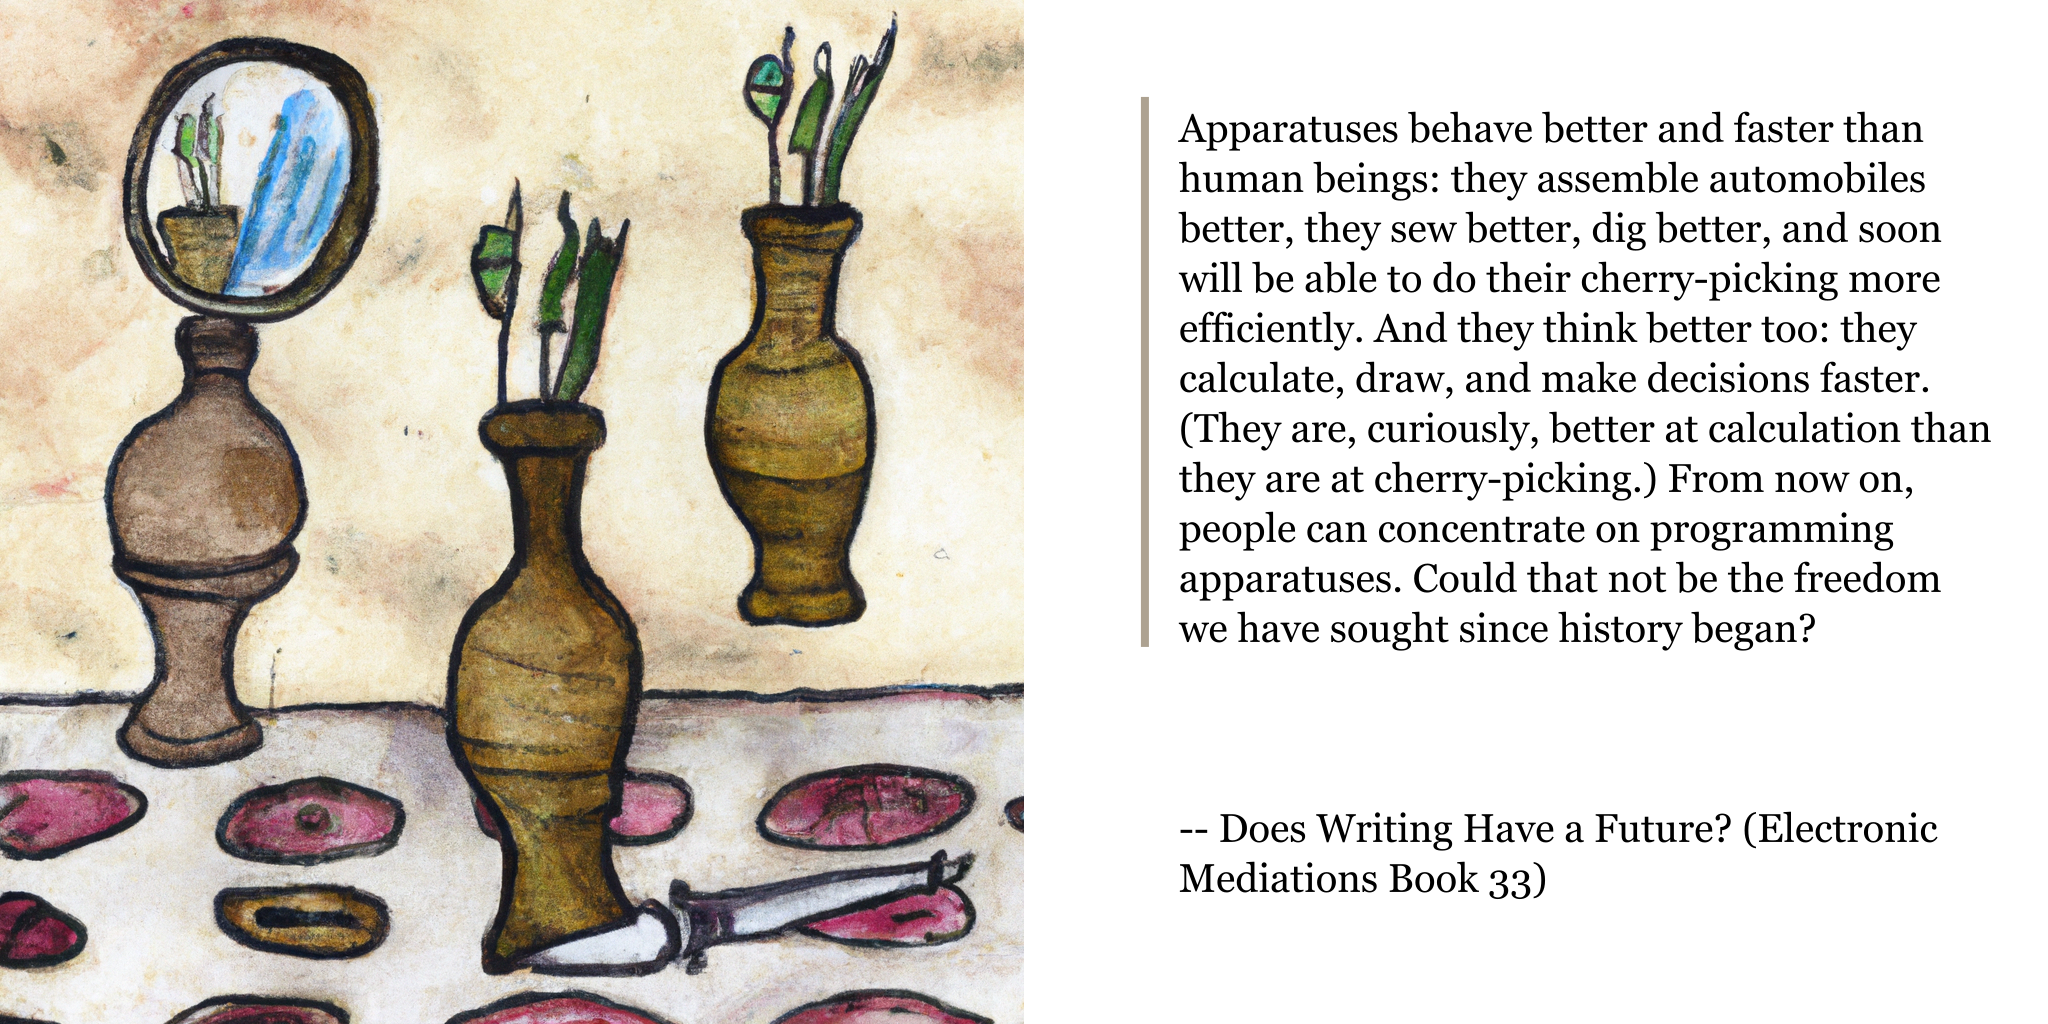 Apparatuses behave better and faster than
human beings: they assemble automobiles
better, they sew better, dig better, and soon
will be able to do their cherry-picking more
efficiently. And they think better too: they
calculate, draw, and make decisions faster.
(They are, curiously, better at calculation than
they are at cherry-picking.) From now on,
people can concentrate on programming
apparatuses. Could that not be the freedom
we have sought since history began?
-- Does Writing Have a Future? (Electronic
Mediations Book 33)